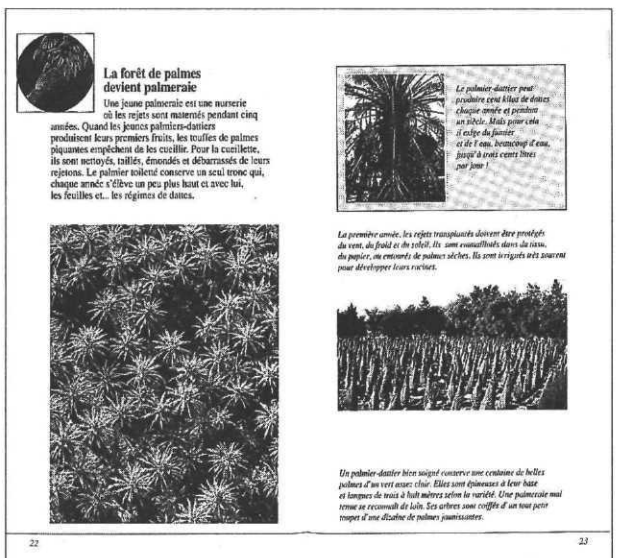 La forêt de palmes
devient palmeraie
Une jeune palmeraie est une nurserie
où les rejets sont maternés pendant cinq
années. Quand les jeunes palmiers-dattiers
produisent leurs premiers fruits, les touffes de palmes
piquantes empêchent de les cueillir. Pour la cueillette,
ils sont nettoyés, taillés, émondés et débarrassés de leurs
rejetons. Le palmier toiletté conserve un seul tronc qui,
chaque année s'élève un peu plus haut et avec lui,
les feuilles et... les régimes de dattes.
22
Le palmier-dattier peut
produire cent kilos de dattes
chaque année et pendant
un siècle. Mais pour cela
il exige du fumier
et de l'eau, beaucoup d'eau,
jusqu'à trois cents litres
par jour !
La première année, les rejets transplantés doivent être protégés
du vent, du froid et du soleil. Ils sont emmaillotés dans du tissu,
du papier, ou entourés de palmes sèches. Ils sont irrigués très souvent
pour développer leurs racines.
Un palmier-dattier bien soigné conserve une centaine de belles
palmes d'un vert assez clair. Elles sont épineuses à leur base
et longues de trois à huit mètres selon la variété. Une palmeraie mal
tenue se reconnaît de loin. Ses arbres sont coiffés d'un tout petit
toupet d'une dizaine de palmes jaunissantes.
23